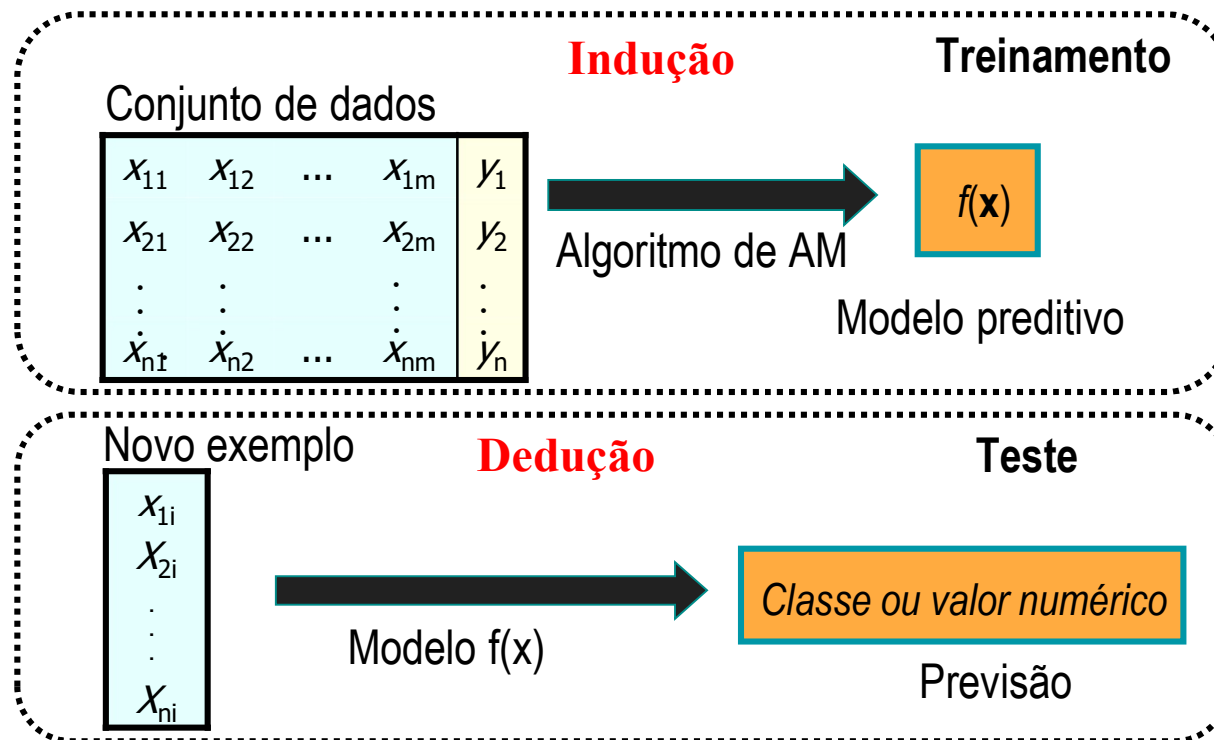 Indução Treinamento
Conjunto de dados
x11 x12 ... x1m y1
x21 x22 ... x2m y2
. . . .
. . . .
. . . .
xn1 xn2 ... xnm yn
Algoritmo de AM
f(x)
Modelo preditivo
Novo exemplo Dedução Teste
x1i
X2i
.
.
.
Xni
Modelo f(x)
Classe ou valor numérico
Previsão